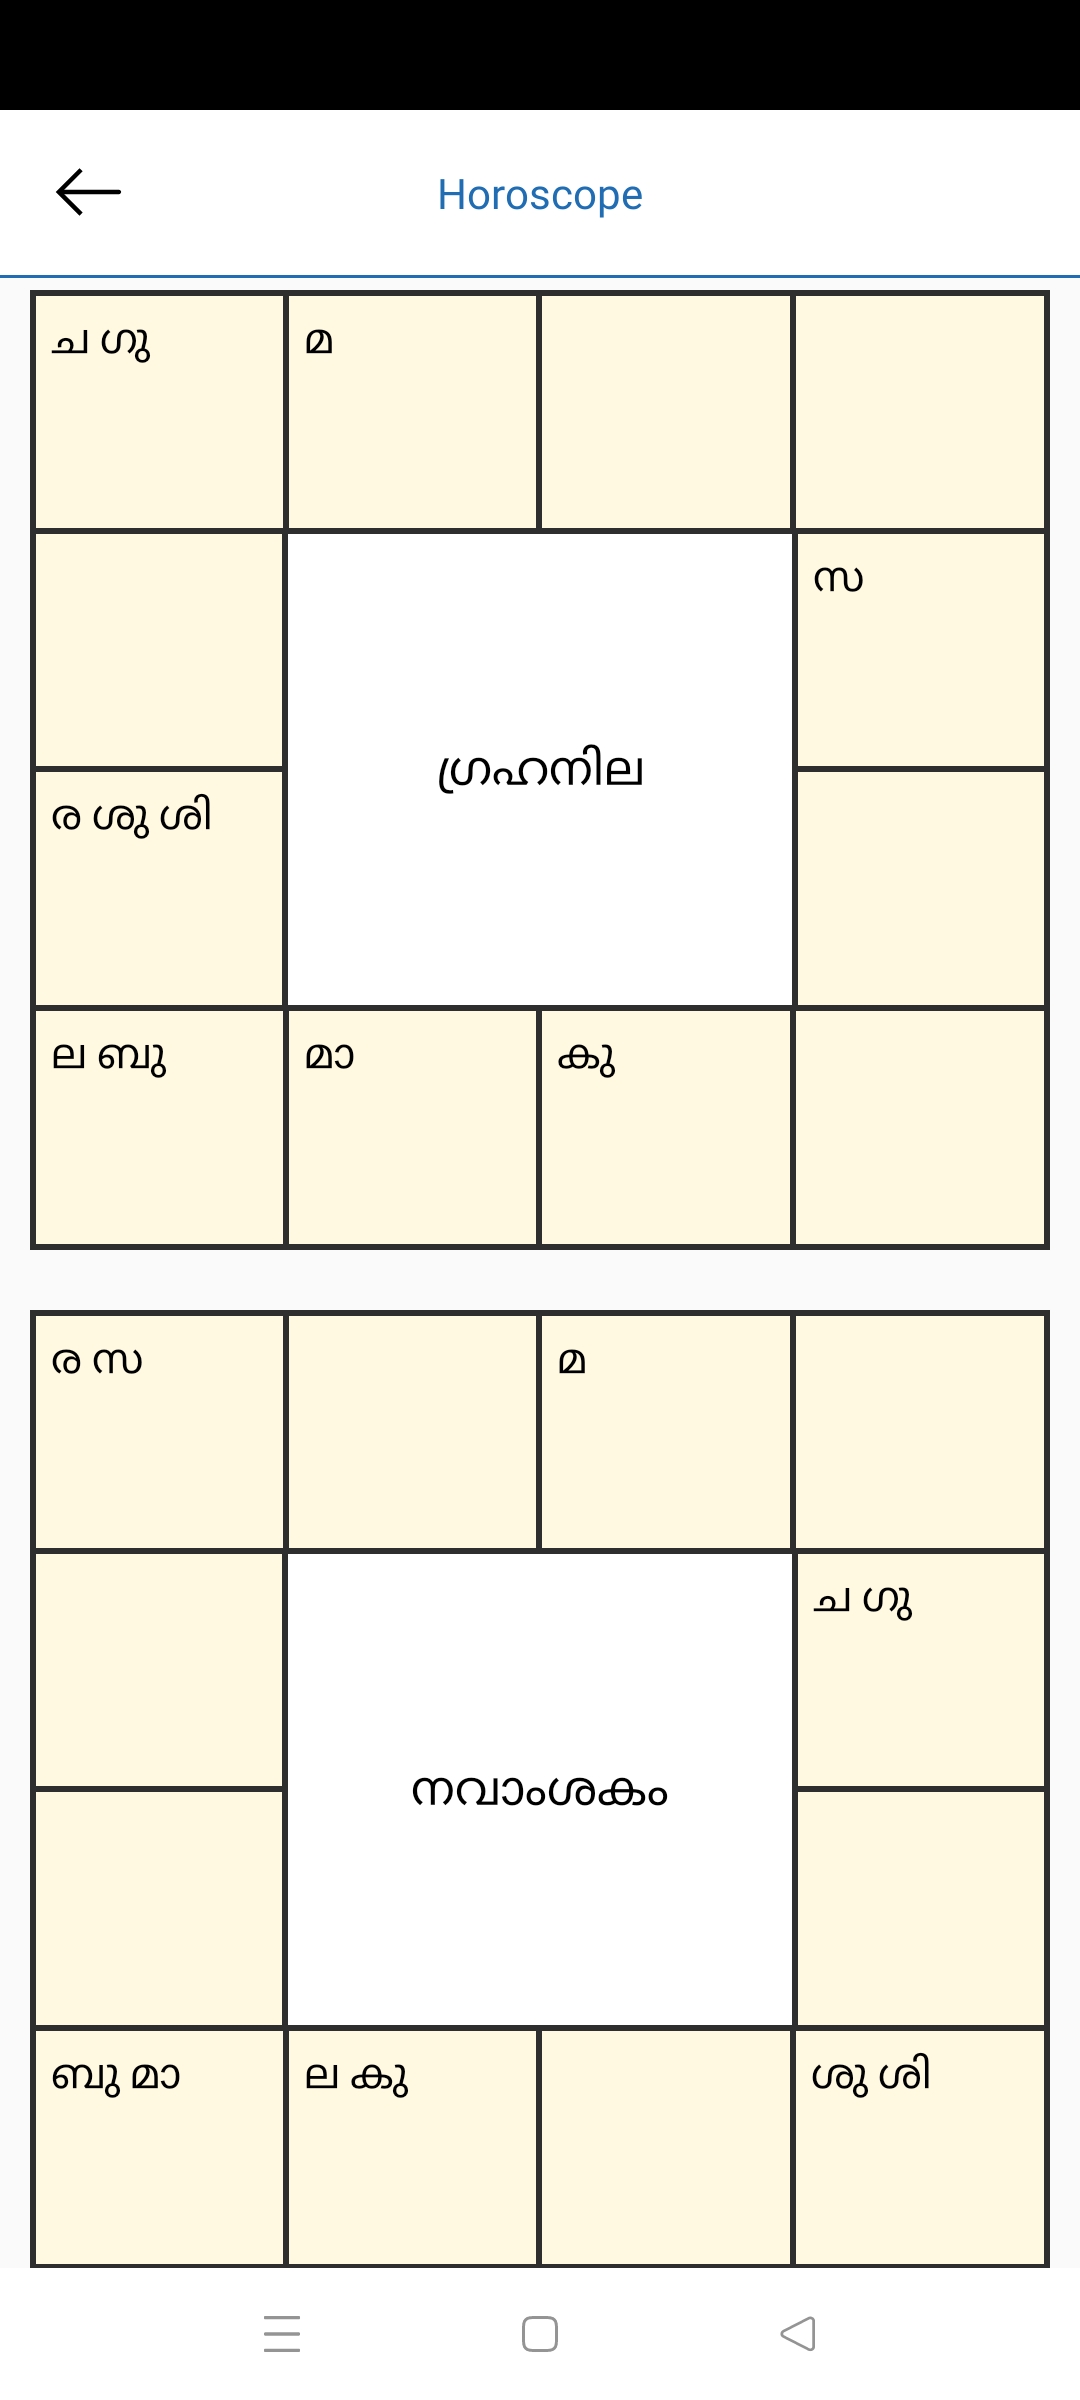 Horoscope
ച ഗു
മ
സ
ഗ്രഹനില
ര ശു ശി
ല ബു
മാ
കു
ര സ
മ
ച ഗു
നവാംശകം
ബു മാ
ല കു
ശു ശി